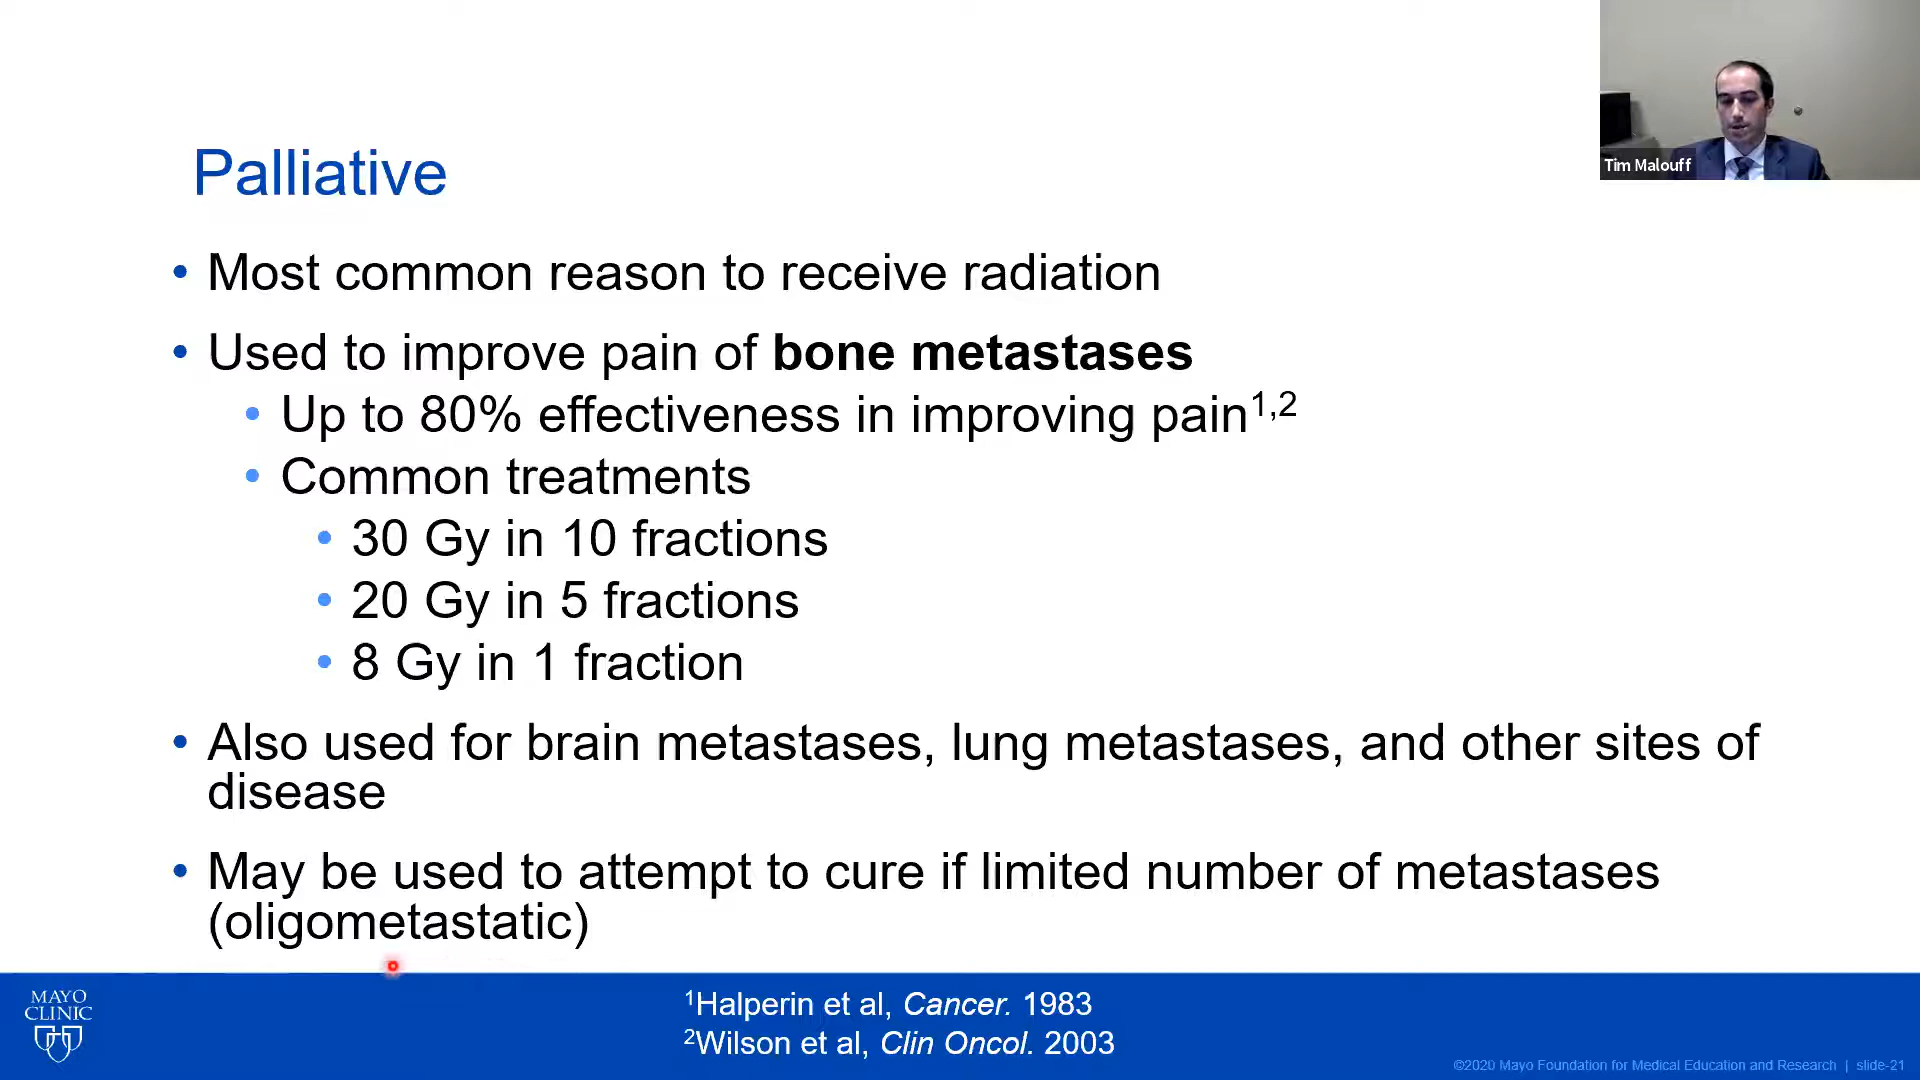 Tim Malouff
Palliative
• Most common reason to receive radiation
• Used to improve pain of bone metastases
• Up to 80% effectiveness in improving pain1,2
• Common treatments
• 30 Gy in 10 fractions
• 20 Gy in 5 fractions
• 8 Gy in 1 fraction
• Also used for brain metastases, lung metastases, and other sites of
disease
• May be used to attempt to cure if limited number of metastases
(oligometastatic)
MAYO
CLINIC
1Halperin et al, Cancer. 1983
2Wilson et al, Clin Oncol. 2003
©2020 Mayo Foundation for Medical Education and Research | slide-21